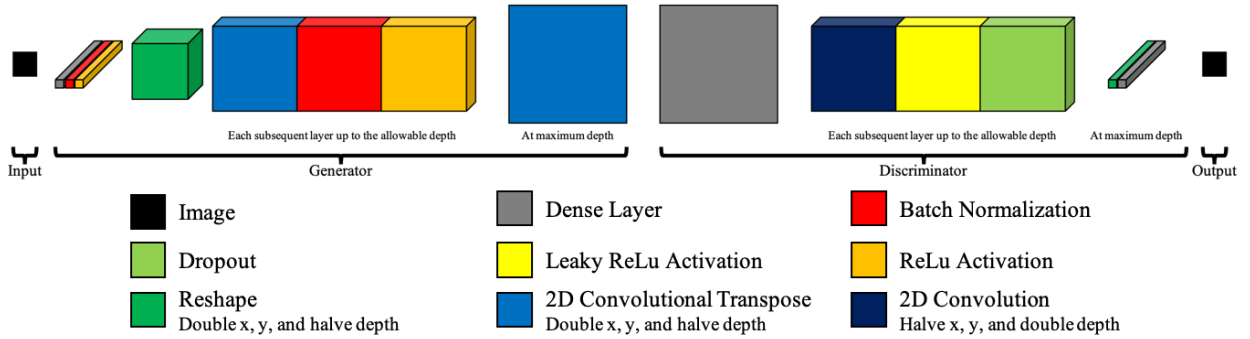 Each subsequent layer up to the allowable depth
At maximum depth
Each subsequent layer up to the allowable depth
At maximum depth
Input
Generator
Discriminator
Output
Image
Dense Layer
Batch Normalization
Dropout
Leaky ReLu Activation
ReLu Activation
Reshape
Double x, y, and halve depth
2D Convolutional Transpose
Double x, y, and halve depth
2D Convolution
Halve x, y, and double depth